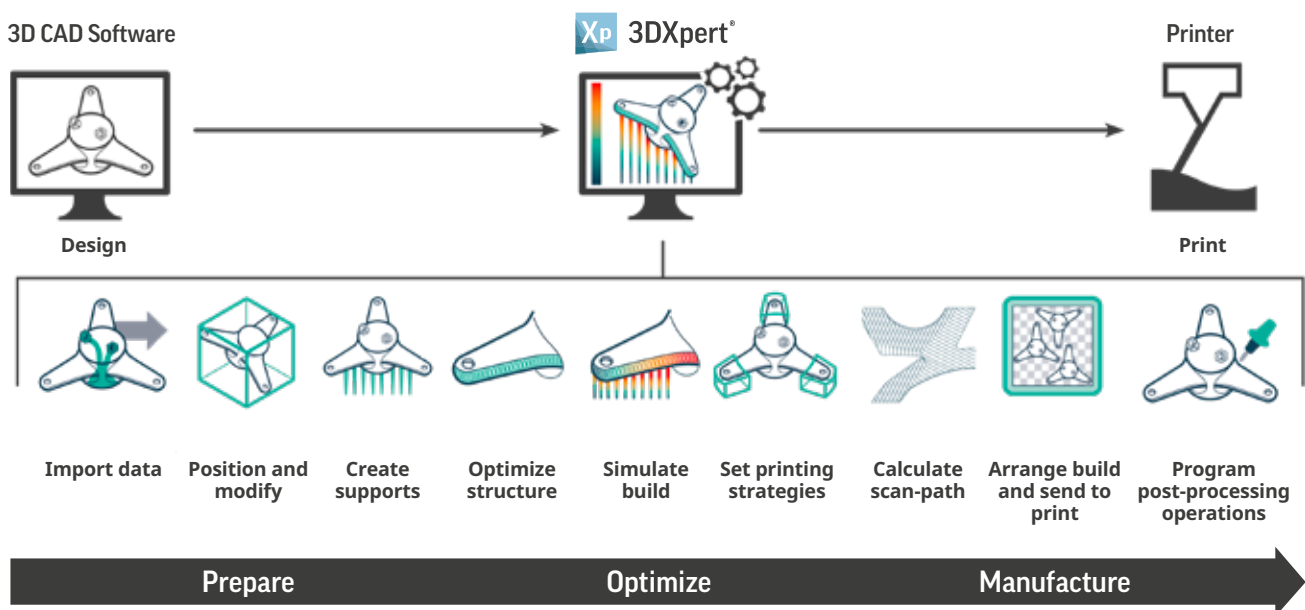 3D CAD Software
Xp 3DXpert®
Printer
Design
Print
Import data
Position and
modify
Create
supports
Optimize
structure
Simulate
build
Set printing
strategies
Calculate
scan-path
Arrange build
and send to
print
Program
post-processing
operations
Prepare
Optimize
Manufacture